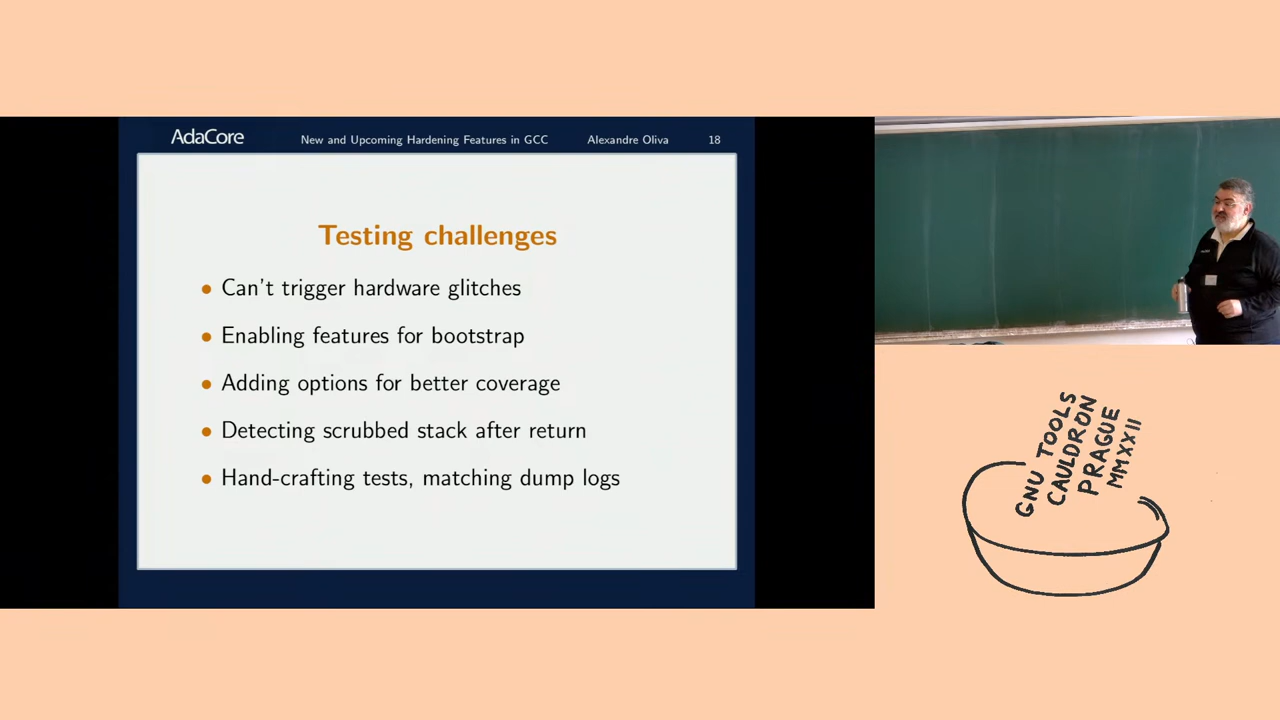 AdaCore New and Upcoming Hardening Features in GCC Alexandre Oliva 18
Testing challenges
• Can't trigger hardware glitches
• Enabling features for bootstrap
• Adding options for better coverage
• Detecting scrubbed stack after return
• Hand-crafting tests, matching dump logs
GNU TOOLS
CAULDRON
PRAGUE
MMXXII